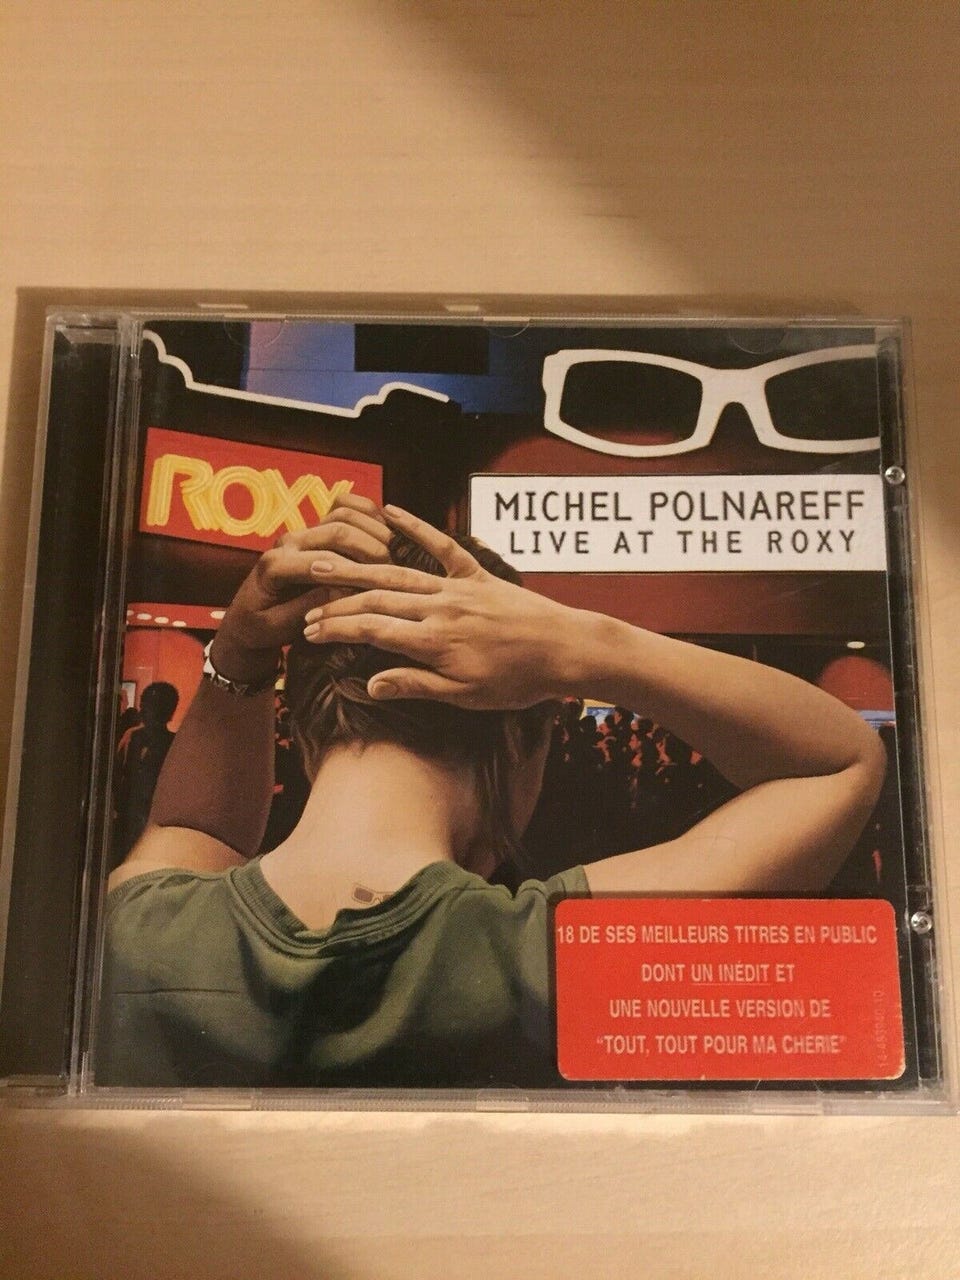 ROXY
MICHEL POLNAREFF
LIVE AT THE ROXY
18 DE SES MEILLEURS TITRES EN PUBLIC
DONT UN INÉDIT ET
UNE NOUVELLE VERSION DE
"TOUT, TOUT POUR MA CHÉRIE"